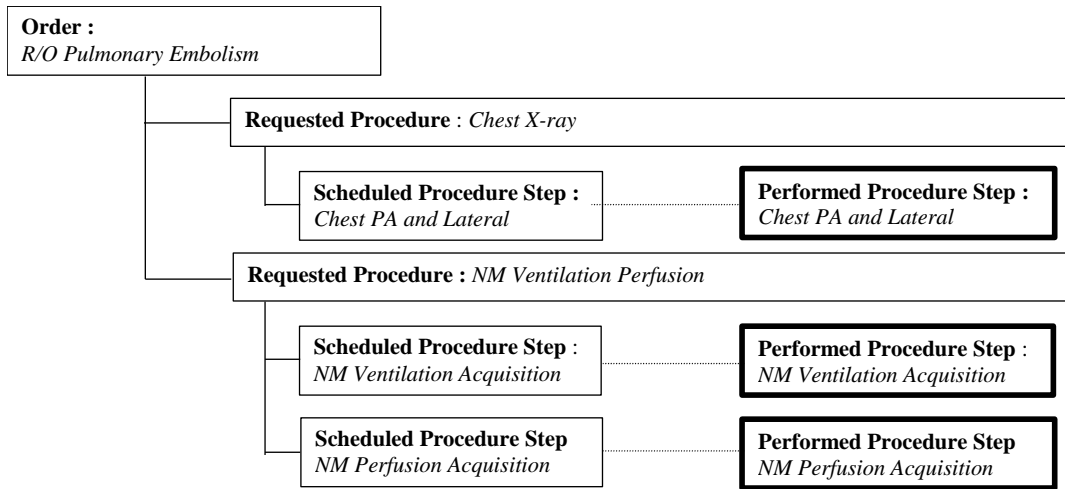 Order :
R/O Pulmonary Embolism
Requested Procedure : Chest X-ray
Scheduled Procedure Step :
Chest PA and Lateral
Performed Procedure Step :
Chest PA and Lateral
Requested Procedure : NM Ventilation Perfusion
Scheduled Procedure Step :
NM Ventilation Acquisition
Performed Procedure Step :
NM Ventilation Acquisition
Scheduled Procedure Step
NM Perfusion Acquisition
Performed Procedure Step
NM Perfusion Acquisition